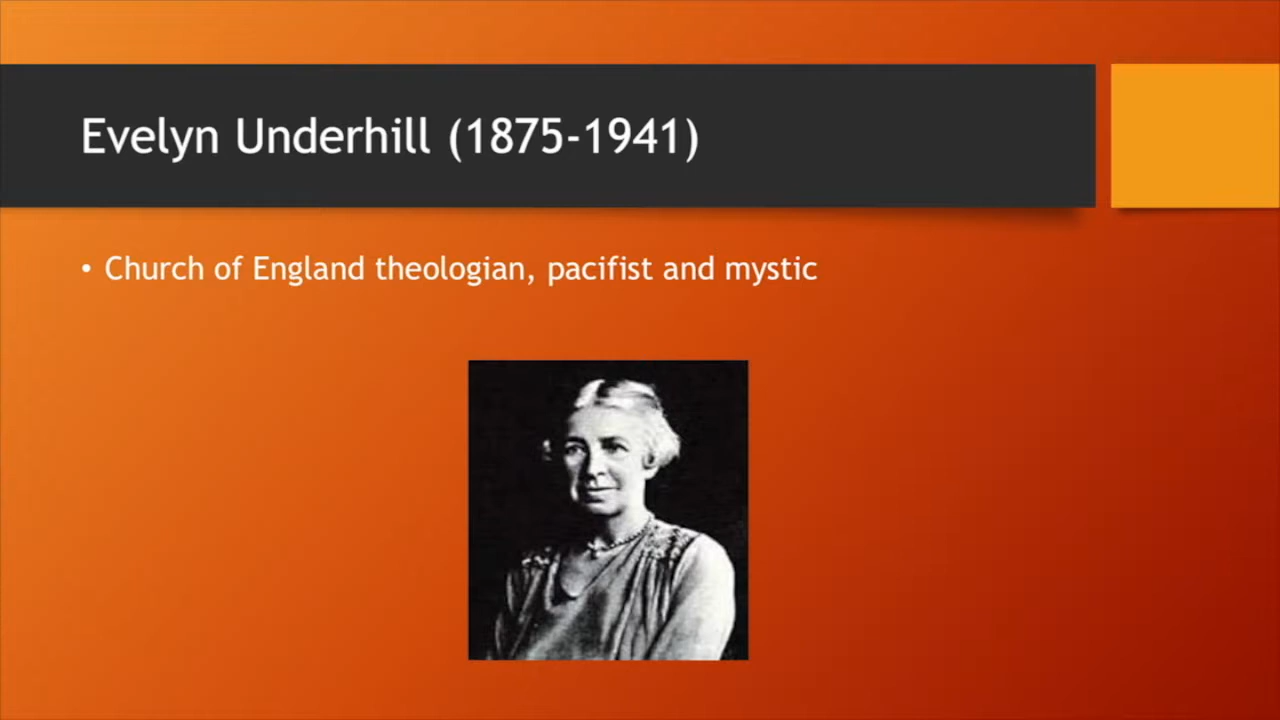 Evelyn Underhill (1875-1941)
• Church of England theologian, pacifist and mystic